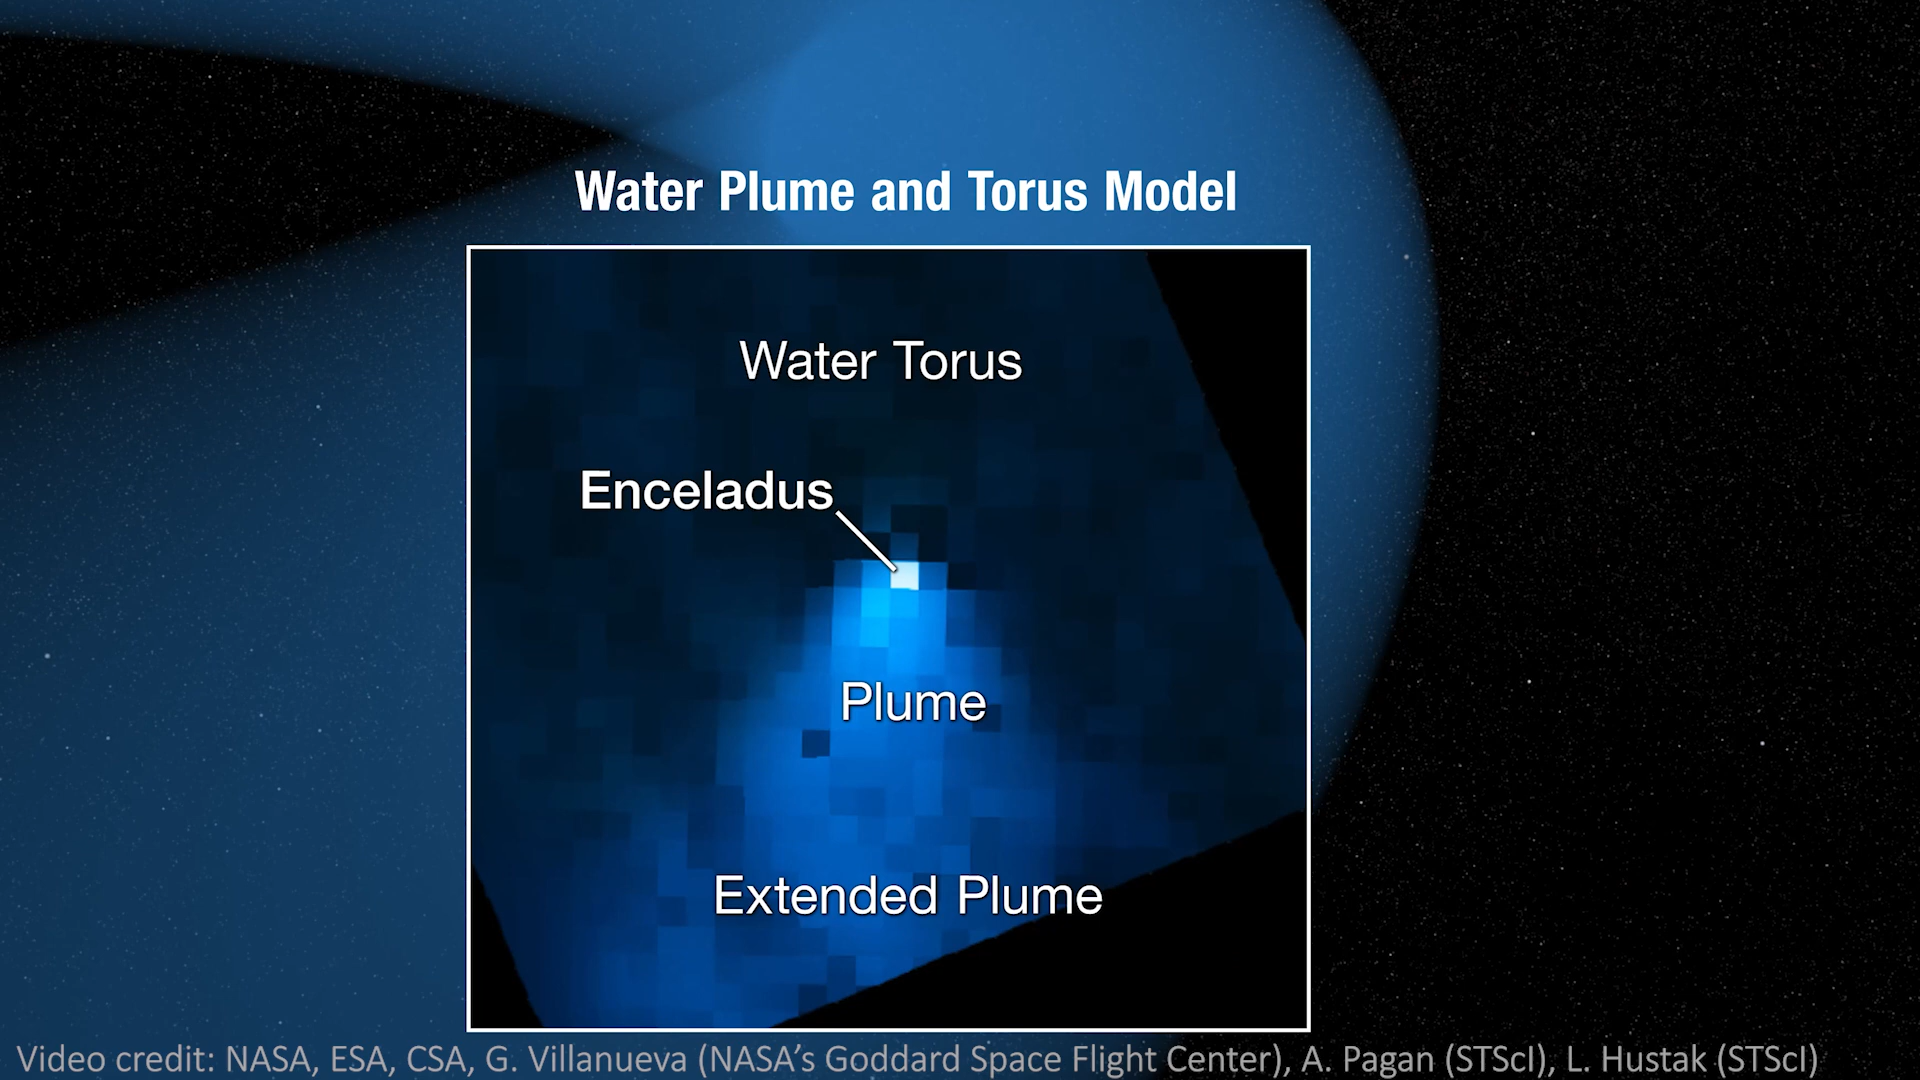 Water Plume and Torus Model
Water Torus
Enceladus
Plume
Extended Plume
Video credit: NASA, ESA, CSA, G. Villanueva (NASA’s Goddard Space Flight Center), A. Pagan (STScI), L. Hustak (STScI)